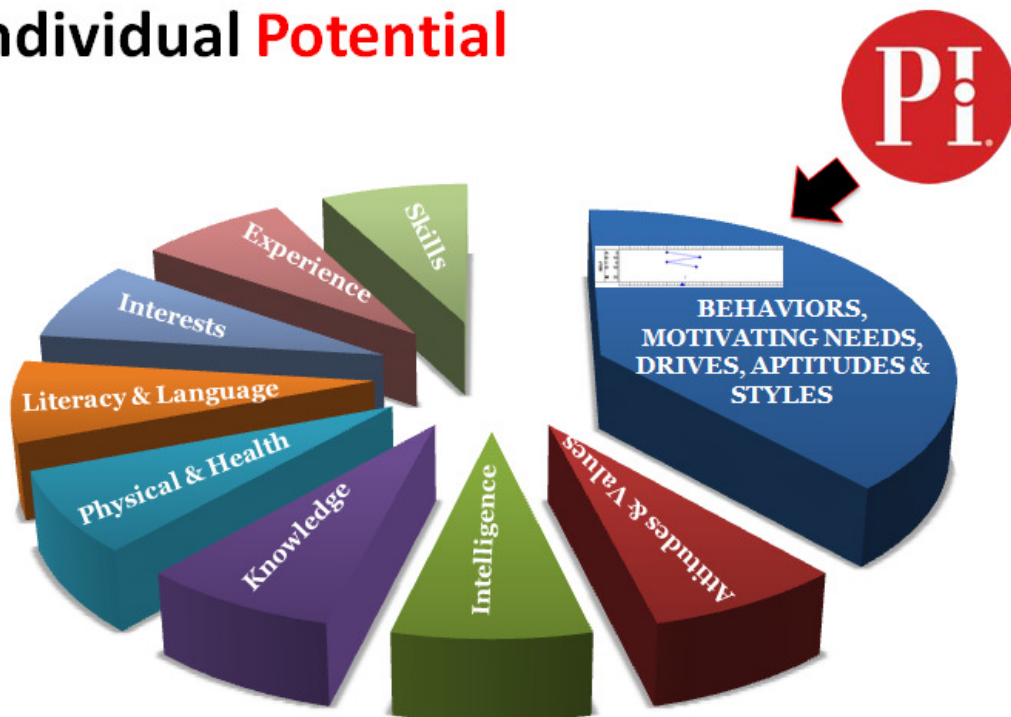 ndividual Potential
PI.
Skills
Experience
Interests
Literacy & Language
Physical & Health
Knowledge
Intelligence
Attitudes & Values
BEHAVIORS,
MOTIVATING NEEDS,
DRIVES, APTITUDES &
STYLES